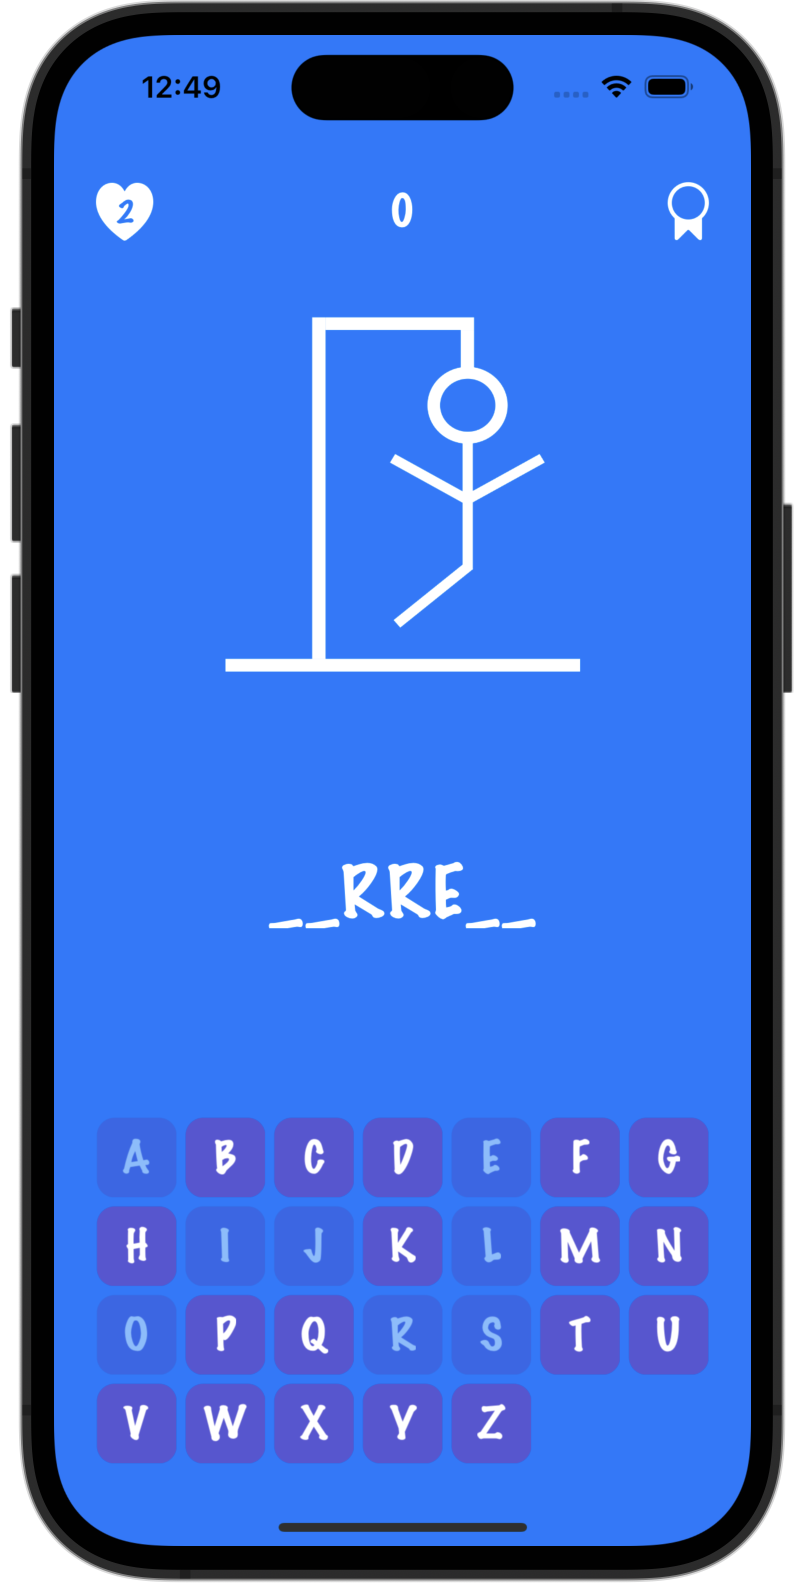 12:49
2 0
__RRE__
A B C D E F G
H I J K L M N
O P Q R S T U
V W X Y Z